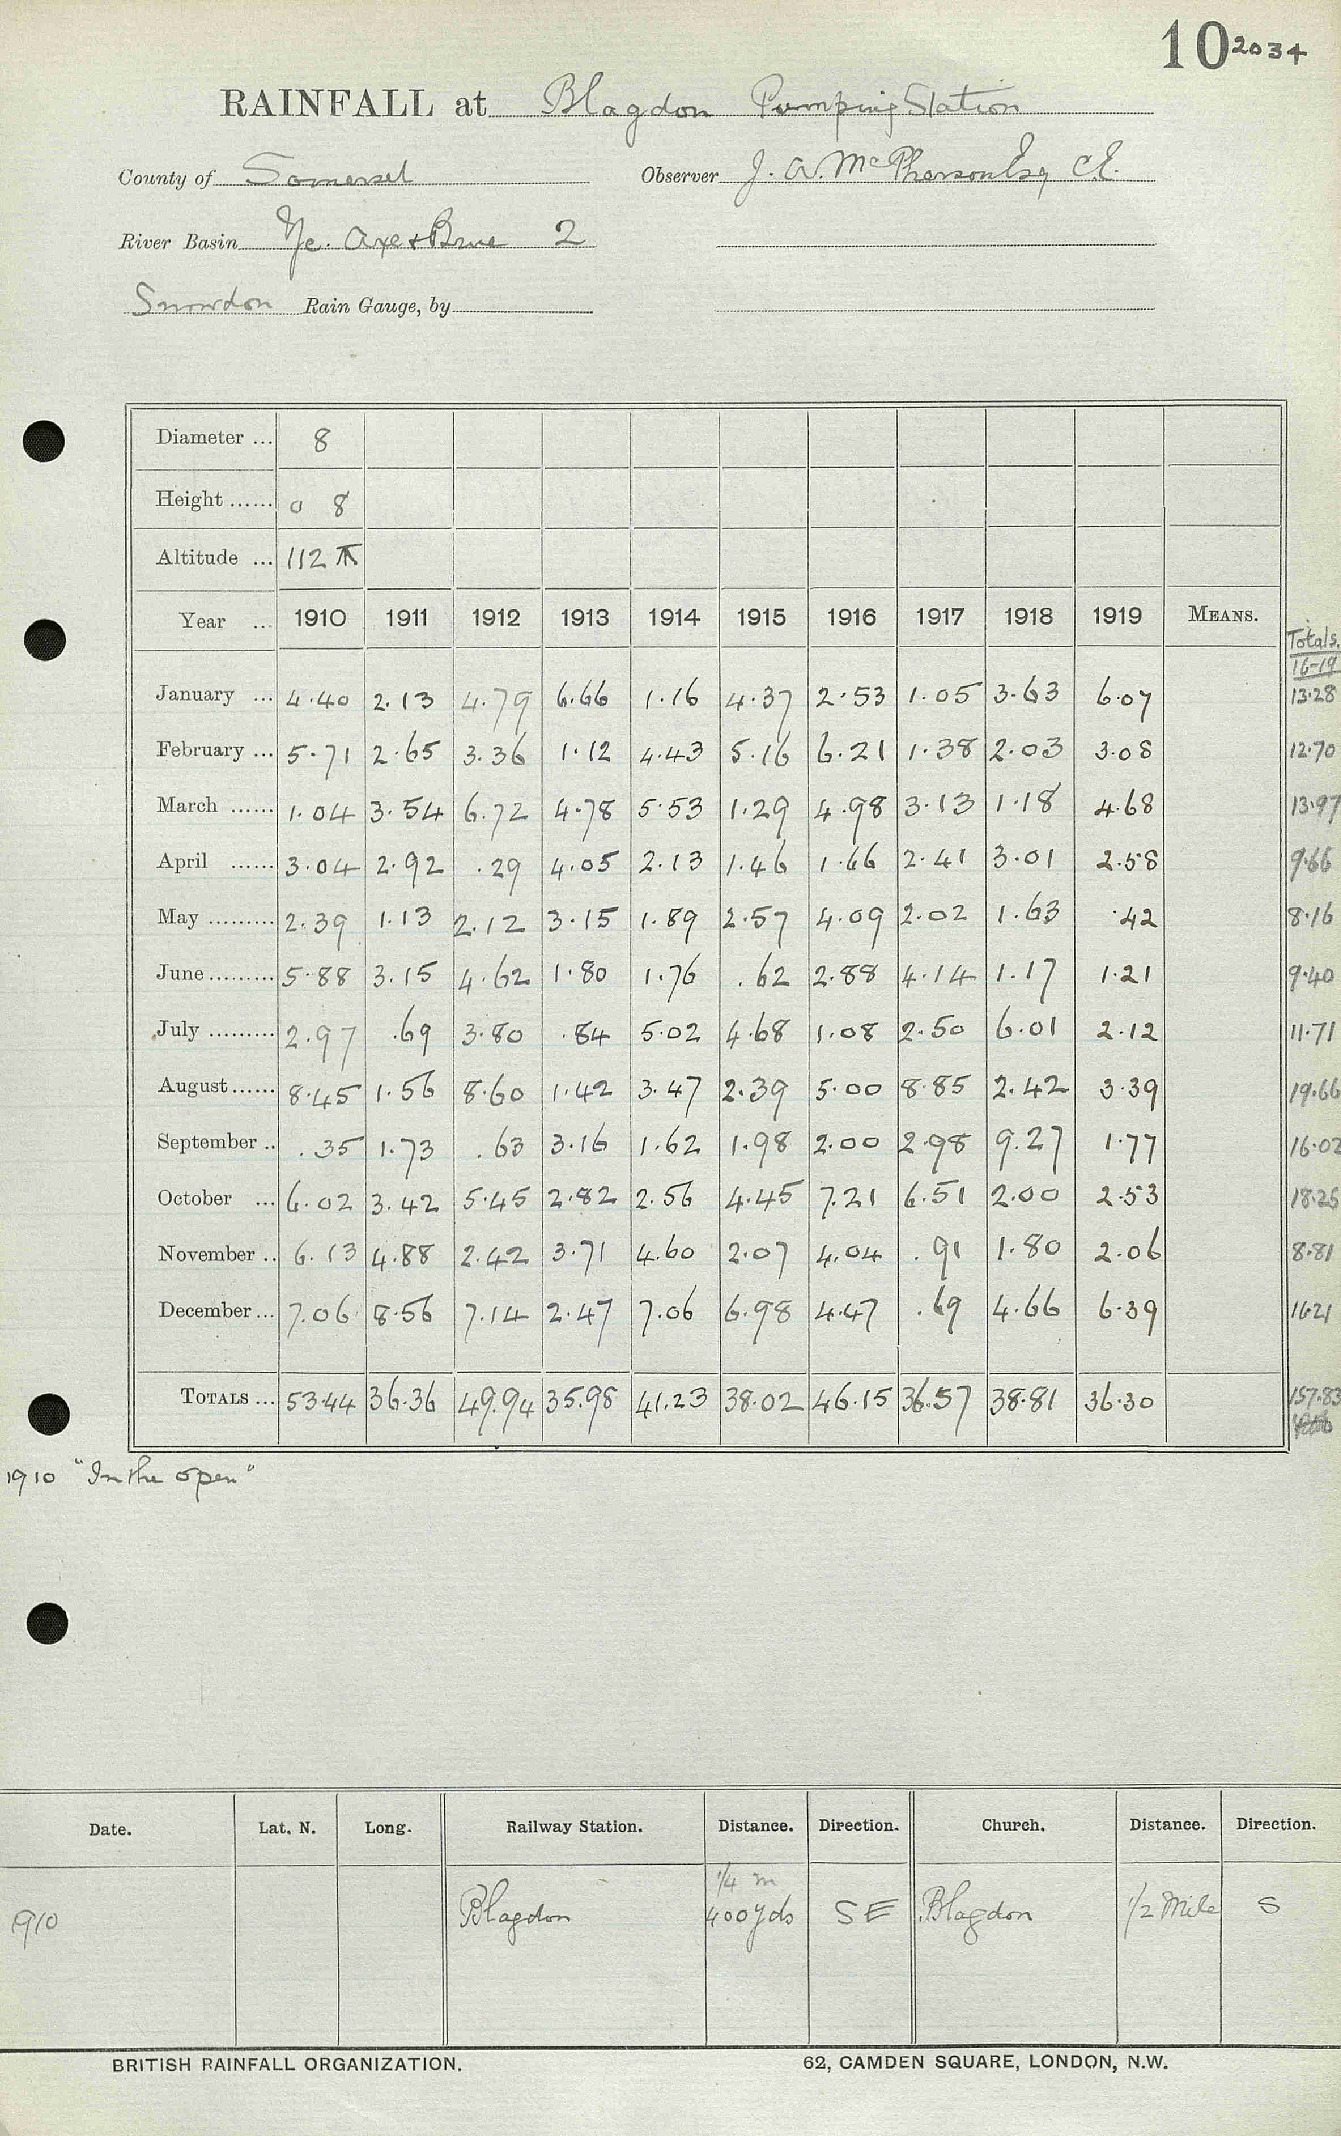 10 2034
RAINFALL at Blagdon Pumping Station
County of Somerset Observer J. A. McPherson Esq C.E.
River Basin Ye. Axe & Brue 2
Snowdon Rain Gauge, by
Diameter ... 8
Height ...... 0 8
Altitude ... 112
Year ... 1910 1911 1912 1913 1914 1915 1916 1917 1918 1919 MEANS. Totals. 16-19
January ... 4.40 2.13 4.79 6.66 1.16 4.37 2.53 1.05 3.63 6.07 13.28
February ... 5.71 2.65 3.36 1.12 4.43 5.16 6.21 1.38 2.03 3.08 12.70
March ...... 1.04 3.54 6.72 4.78 5.53 1.29 4.98 3.13 1.18 4.68 13.97
April ...... 3.04 2.92 .29 4.05 2.13 1.46 1.66 2.41 3.01 2.58 9.66
May ......... 2.39 1.13 2.12 3.15 1.89 2.57 4.09 2.02 1.63 .42 8.16
June ......... 5.88 3.15 4.62 1.80 1.76 .62 2.88 4.14 1.17 1.21 9.40
July ......... 2.97 .69 3.80 .84 5.02 4.68 1.08 2.50 6.01 2.12 11.71
August ...... 8.45 1.56 8.60 1.42 3.47 2.39 5.00 8.85 2.42 3.39 19.66
September .. .35 1.73 .63 3.16 1.62 1.98 2.00 2.98 9.27 1.77 16.02
October ... 6.02 3.42 5.45 2.82 2.56 4.45 7.21 6.51 2.00 2.53 18.25
November .. 6.13 4.88 2.42 3.71 4.60 2.07 4.04 .91 1.80 2.06 8.81
December ... 7.06 8.56 7.14 2.47 7.06 6.98 4.47 .69 4.66 6.39 16.21
TOTALS ... 53.44 36.36 49.94 35.98 41.23 38.02 46.15 36.57 38.81 36.30 157.83
1910 "In the open"
Date. Lat. N. Long. Railway Station. Distance. Direction. Church. Distance. Direction.
1/4 m
1910 Blagdon 400 yds SE Blagdon 1/2 Mile S
BRITISH RAINFALL ORGANIZATION. 62, CAMDEN SQUARE, LONDON, N.W.